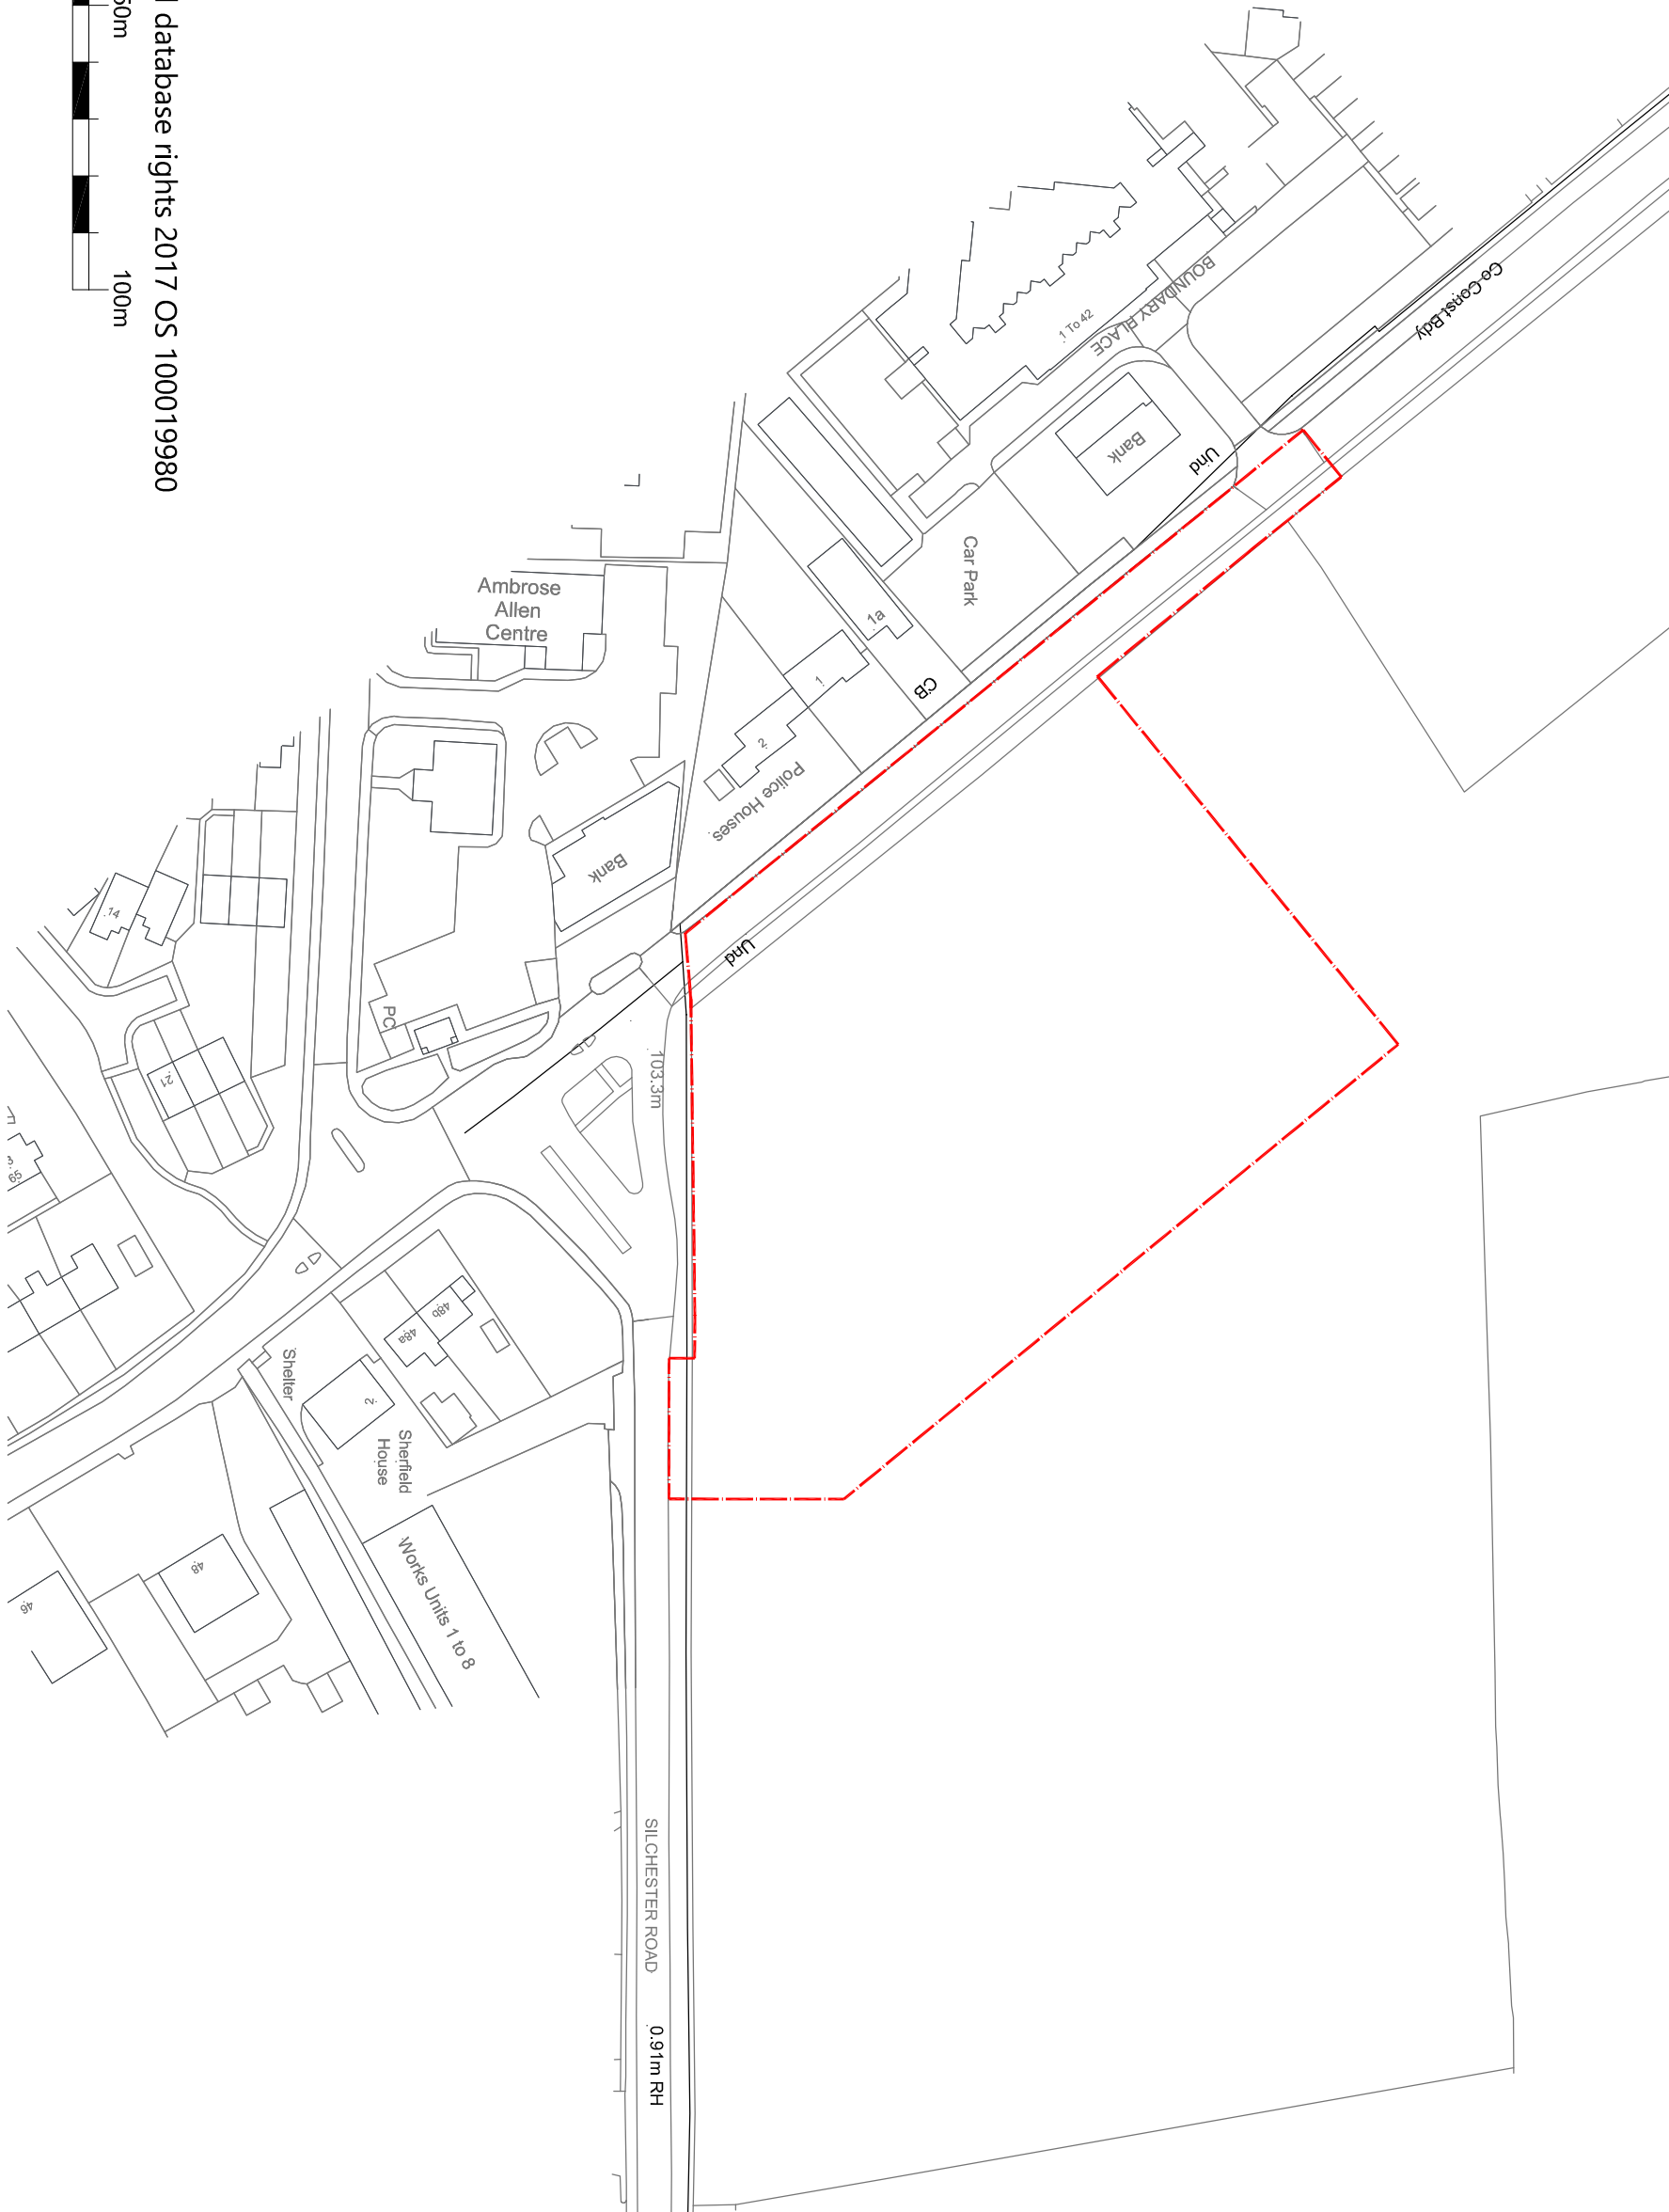 50m
100m
database rights 2017 OS 100019980
Co Const Bdy
BOUNDARY PLACE
1 To 42
Bank
Und
Car Park
1a
1
CB
2
Police Houses
Ambrose
Allen
Centre
Bank
Und
14
PC
103.3m
21
65
48b
48a
Shelter
2
Sherfield
House
Works Units 1 to 8
48
46
SILCHESTER ROAD
0.91m RH